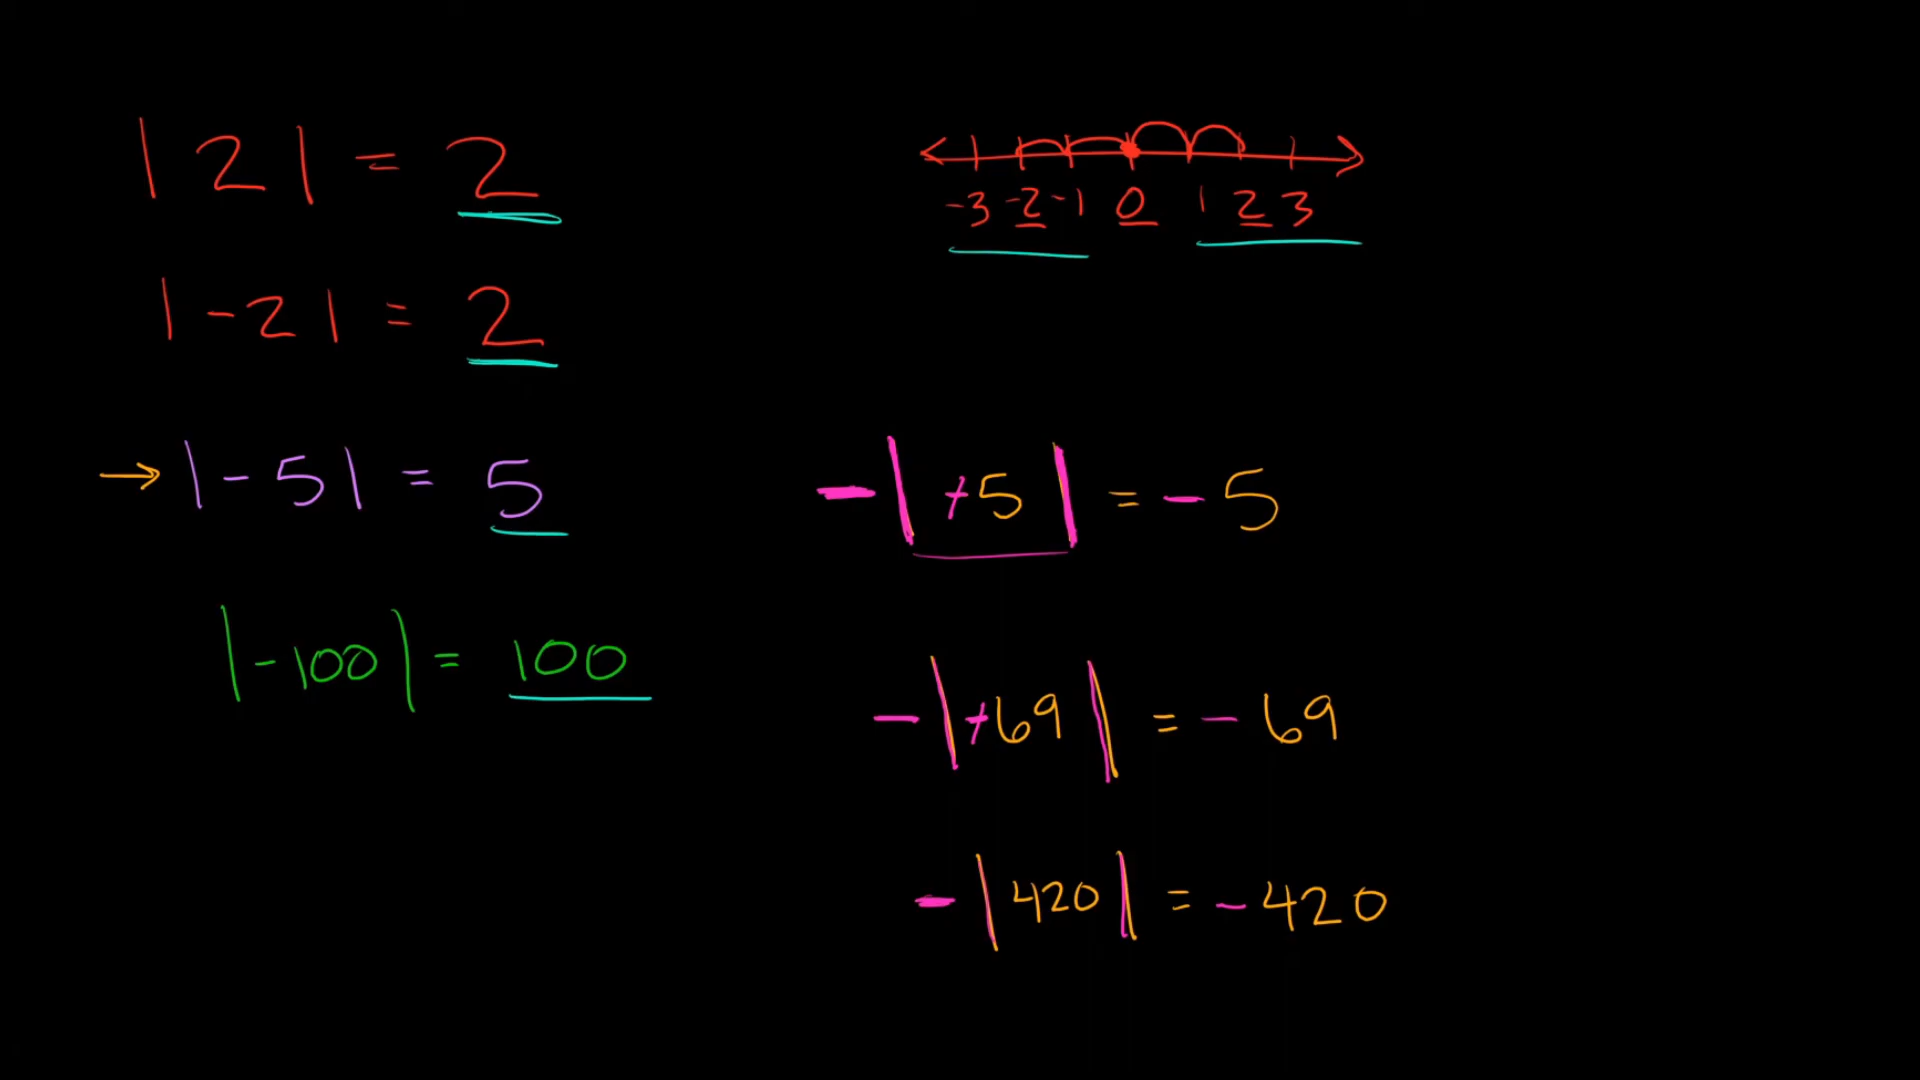 |2| = 2
|-2| = 2
→ |-5| = 5
|-100| = 100
-3 -2 -1 0 1 2 3
-|+5| = -5
-|+69| = -69
-|420| = -420